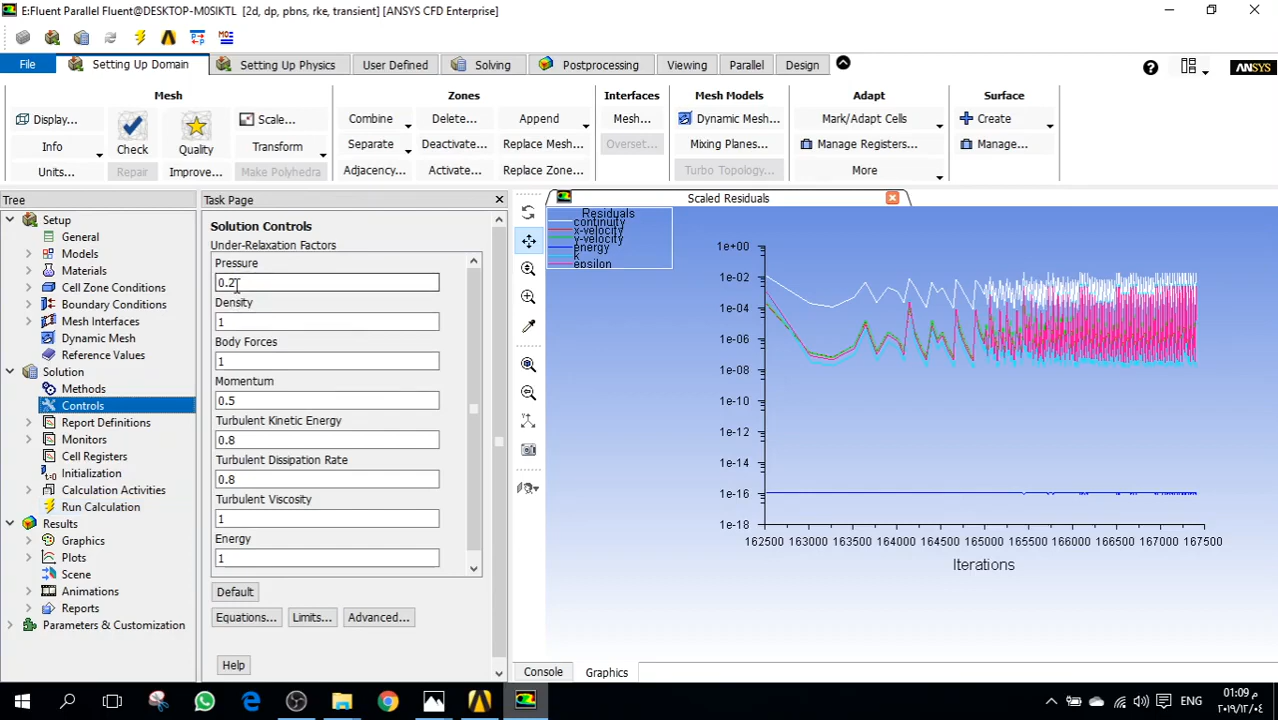 E:Fluent Parallel Fluent@DESKTOP-M0SIKTL [2d, dp, pbns, rke, transient] [ANSYS CFD Enterprise]
File
Setting Up Domain
Setting Up Physics
User Defined
Solving
Postprocessing
Viewing
Parallel
Design
ANSYS
Mesh
Zones
Interfaces
Mesh Models
Adapt
Surface
Display...
Scale...
Combine
Delete...
Append
Mesh...
Dynamic Mesh...
Mark/Adapt Cells
Create
Info
Check
Quality
Transform
Separate
Deactivate...
Replace Mesh...
Overset...
Mixing Planes...
Manage Registers...
Manage...
Units...
Repair
Improve...
Make Polyhedra
Adjacency...
Activate...
Replace Zone...
Turbo Topology...
More
Tree
Setup
General
Models
Materials
Cell Zone Conditions
Boundary Conditions
Mesh Interfaces
Dynamic Mesh
Reference Values
Solution
Methods
Controls
Report Definitions
Monitors
Cell Registers
Initialization
Calculation Activities
Run Calculation
Results
Graphics
Plots
Scene
Animations
Reports
Parameters & Customization
Task Page
Solution Controls
Under-Relaxation Factors
Pressure
0.2
Density
1
Body Forces
1
Momentum
0.5
Turbulent Kinetic Energy
0.8
Turbulent Dissipation Rate
0.8
Turbulent Viscosity
1
Energy
1
Default
Equations...
Limits...
Advanced...
Help
Scaled Residuals
Residuals
continuity
x-velocity
y-velocity
energy
k
epsilon
1e+00
1e-02
1e-04
1e-06
1e-08
1e-10
1e-12
1e-14
1e-16
1e-18
162500 163000 163500 164000 164500 165000 165500 166000 166500 167000 167500
Iterations
Console
Graphics
ENG
01:09 م
٢٠١٩/١٢/٠٤